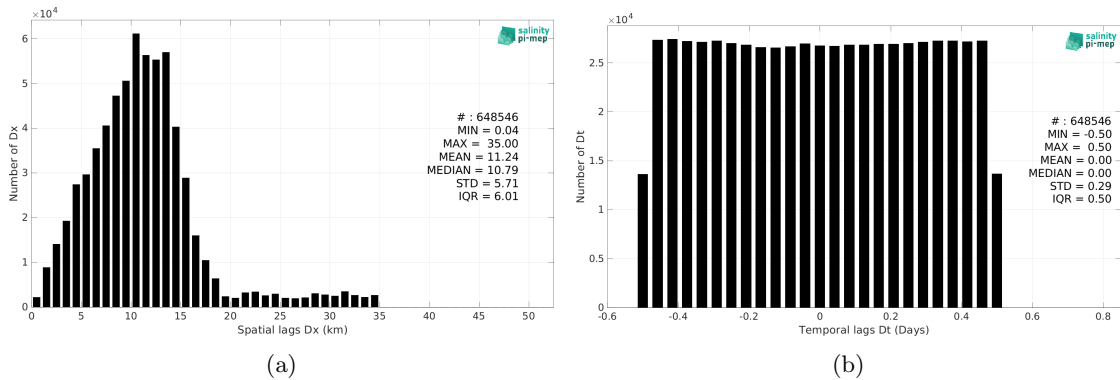 ×10^4
6
5
4
3
2
1
0
Number of Dx
salinity
pi-mep
# : 648546
MIN = 0.04
MAX = 35.00
MEAN = 11.24
MEDIAN = 10.79
STD = 5.71
IQR = 6.01
0 5 10 15 20 25 30 35 40 45 50
Spatial lags Dx (km)
(a)
×10^4
2.5
2
1.5
1
0.5
0
Number of Dt
salinity
pi-mep
# : 648546
MIN = -0.50
MAX = 0.50
MEAN = 0.00
MEDIAN = 0.00
STD = 0.29
IQR = 0.50
-0.6 -0.4 -0.2 0 0.2 0.4 0.6 0.8
Temporal lags Dt (Days)
(b)